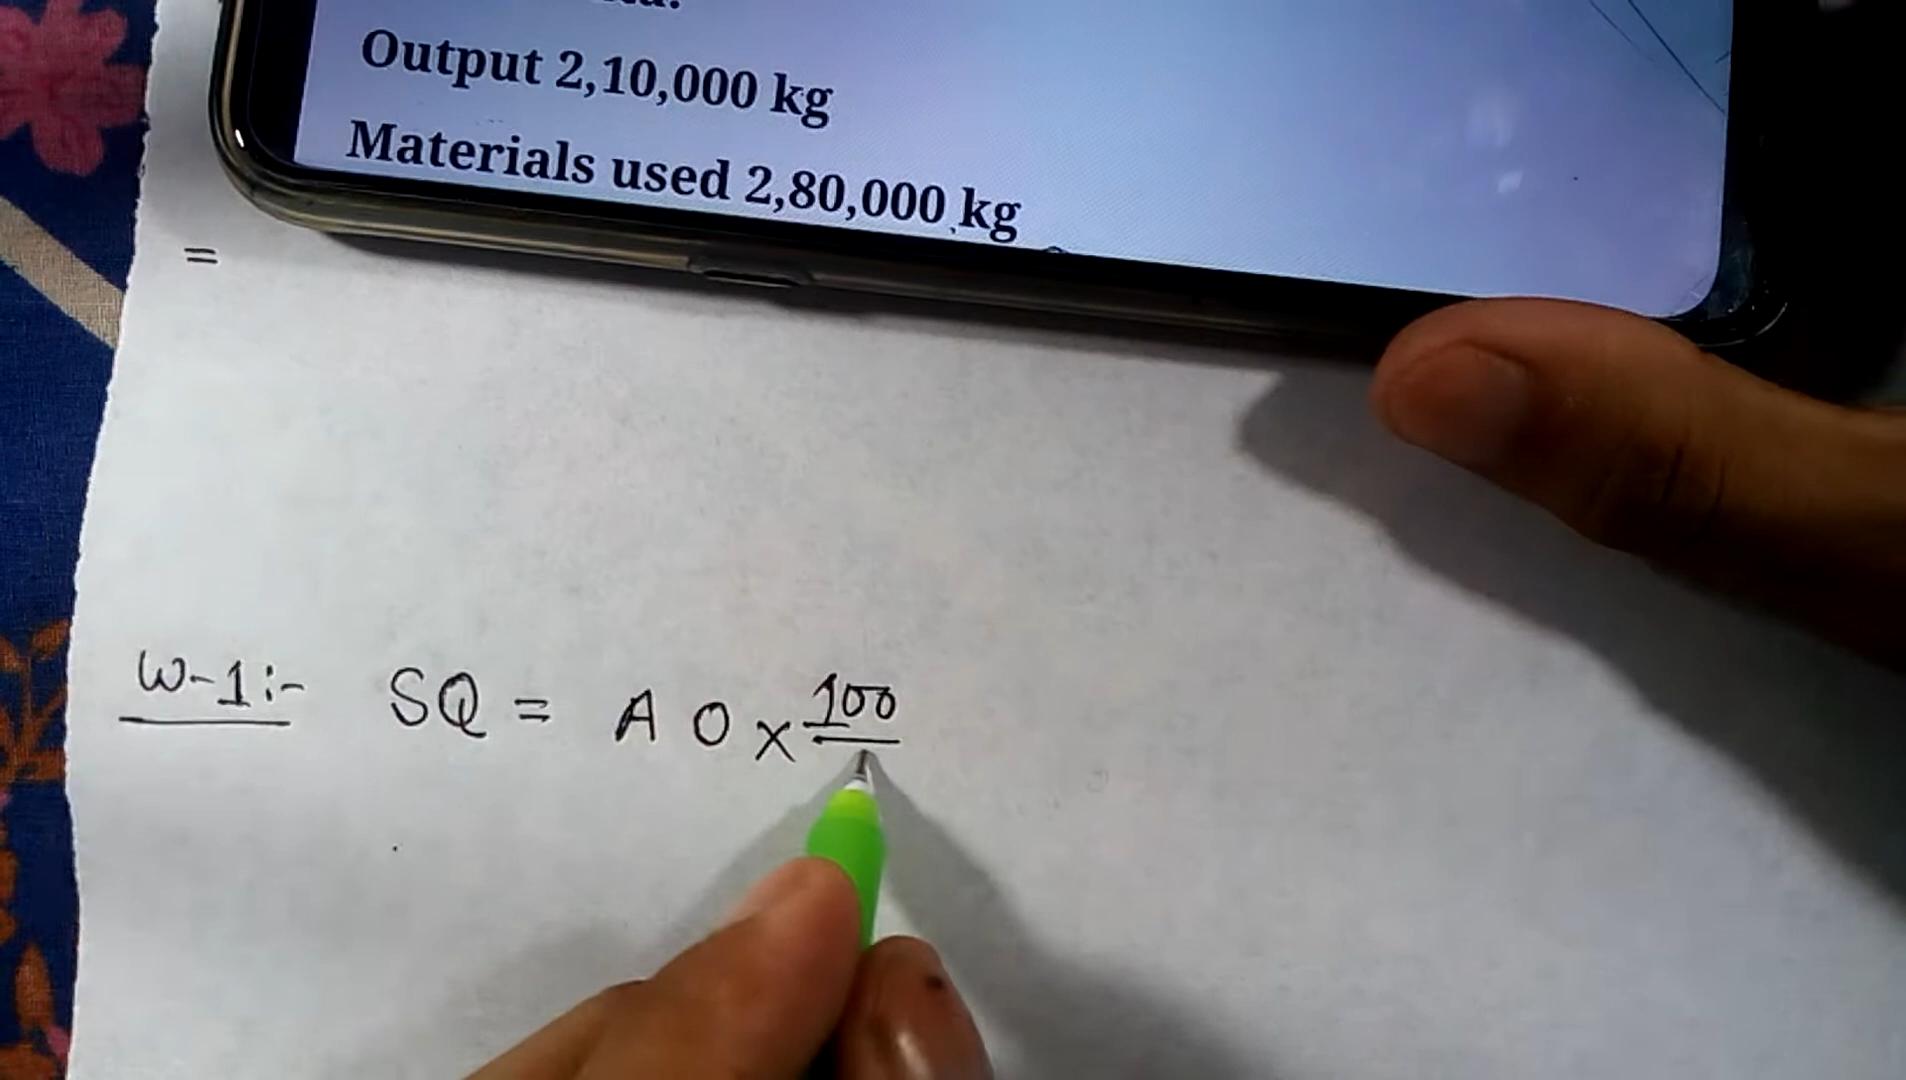 Output 2,10,000 kg
Materials used 2,80,000 kg
=
W-1:- SQ = A O × 100